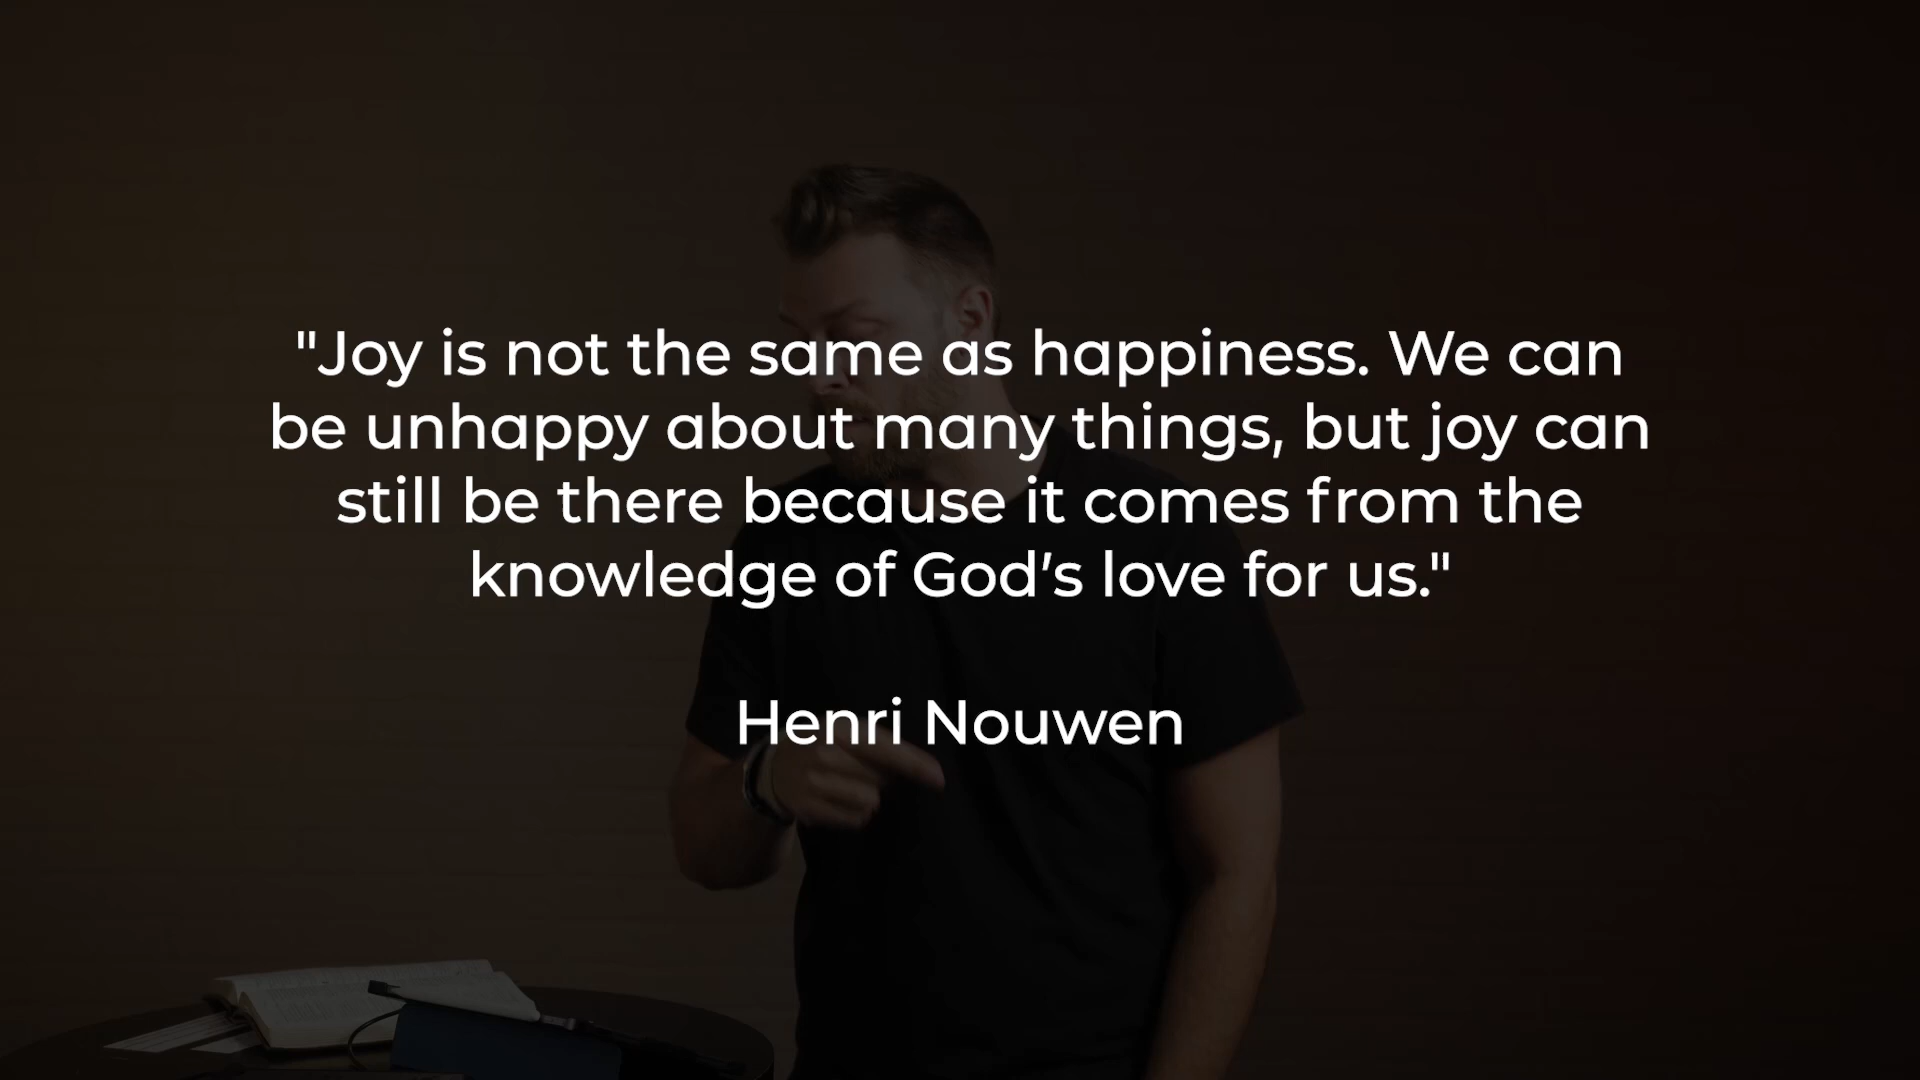 "Joy is not the same as happiness. We can
be unhappy about many things, but joy can
still be there because it comes from the
knowledge of God’s love for us."
Henri Nouwen